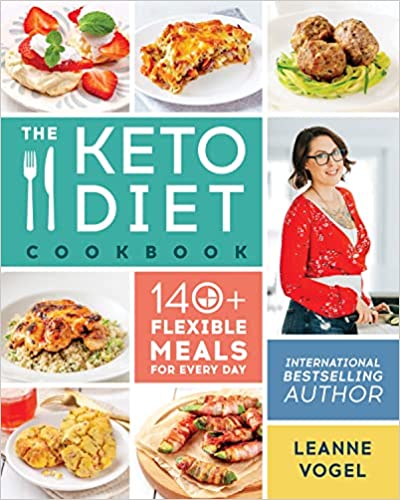 THE
KETO
DIET
COOKBOOK
140+
FLEXIBLE
MEALS
FOR EVERY DAY
INTERNATIONAL
BESTSELLING
AUTHOR
LEANNE
VOGEL